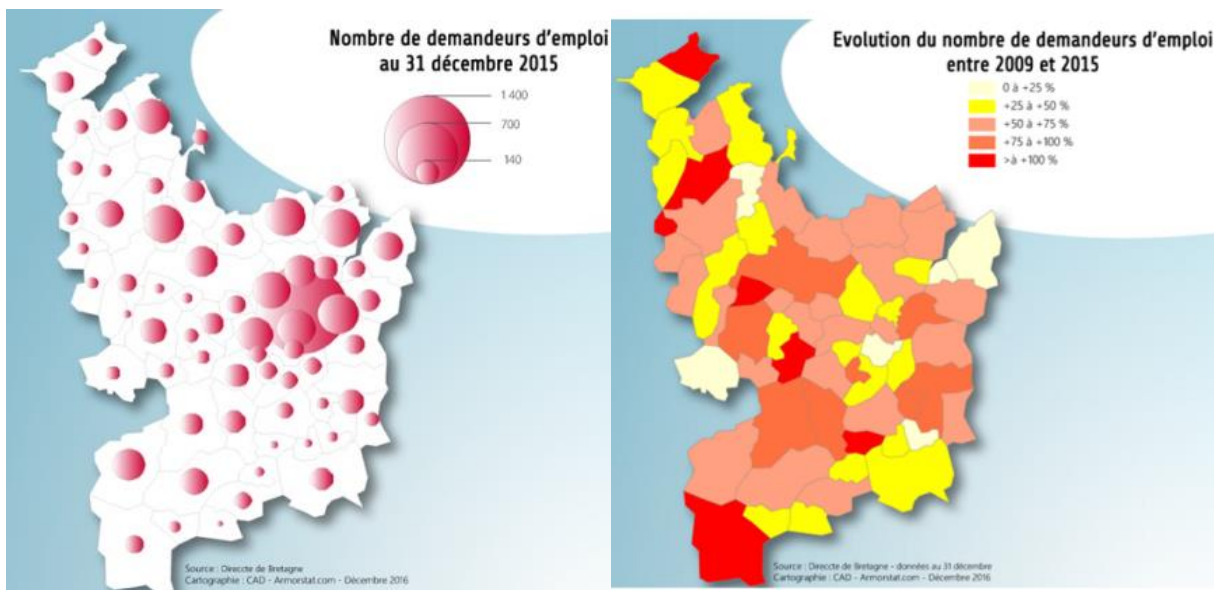 Nombre de demandeurs d'emploi
au 31 décembre 2015
1 400
700
140
Source : Direccte de Bretagne
Cartographie : CAD - Armorstat.com - Décembre 2016
Evolution du nombre de demandeurs d'emploi
entre 2009 et 2015
0 à +25 %
+25 à +50 %
+50 à +75 %
+75 à +100 %
>à +100 %
Source : Direccte de Bretagne - données au 31 décembre
Cartographie : CAD - Armorstat.com - Décembre 2016